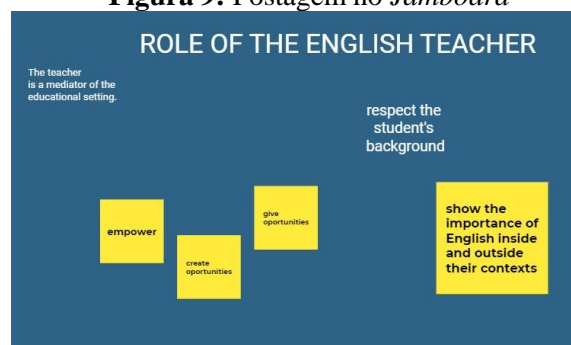 Figura 9: Postagem no Jamboard
ROLE OF THE ENGLISH TEACHER
The teacher
is a mediator of the
educational setting.
respect the
student's
background
empower
create
oportunities
give
oportunities
show the
importance of
English inside
and outside
their contexts